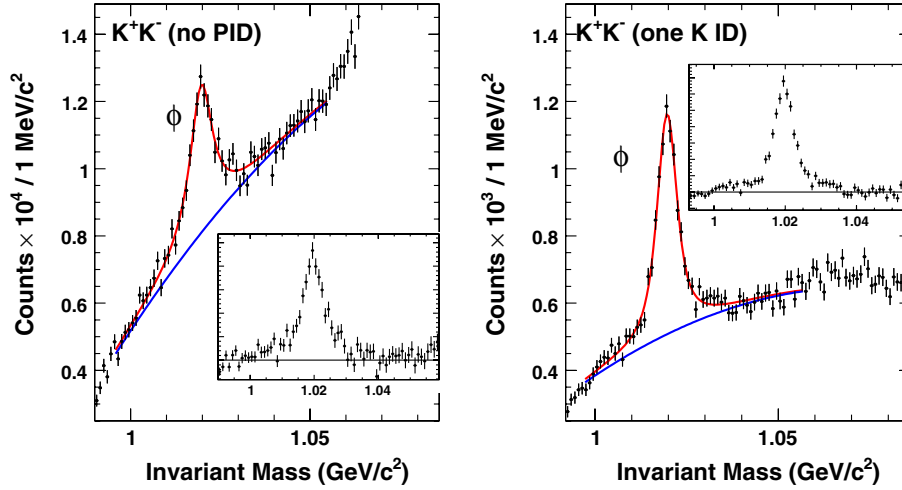 K⁺K⁻ (no PID)
ϕ
Counts × 10⁴ / 1 MeV/c²
1.4
1.2
1
0.8
0.6
0.4
1
1.02
1.04
1
1.05
Invariant Mass (GeV/c²)
K⁺K⁻ (one K ID)
ϕ
Counts × 10³ / 1 MeV/c²
1.4
1.2
1
0.8
0.6
0.4
1
1.02
1.04
1
1.05
Invariant Mass (GeV/c²)